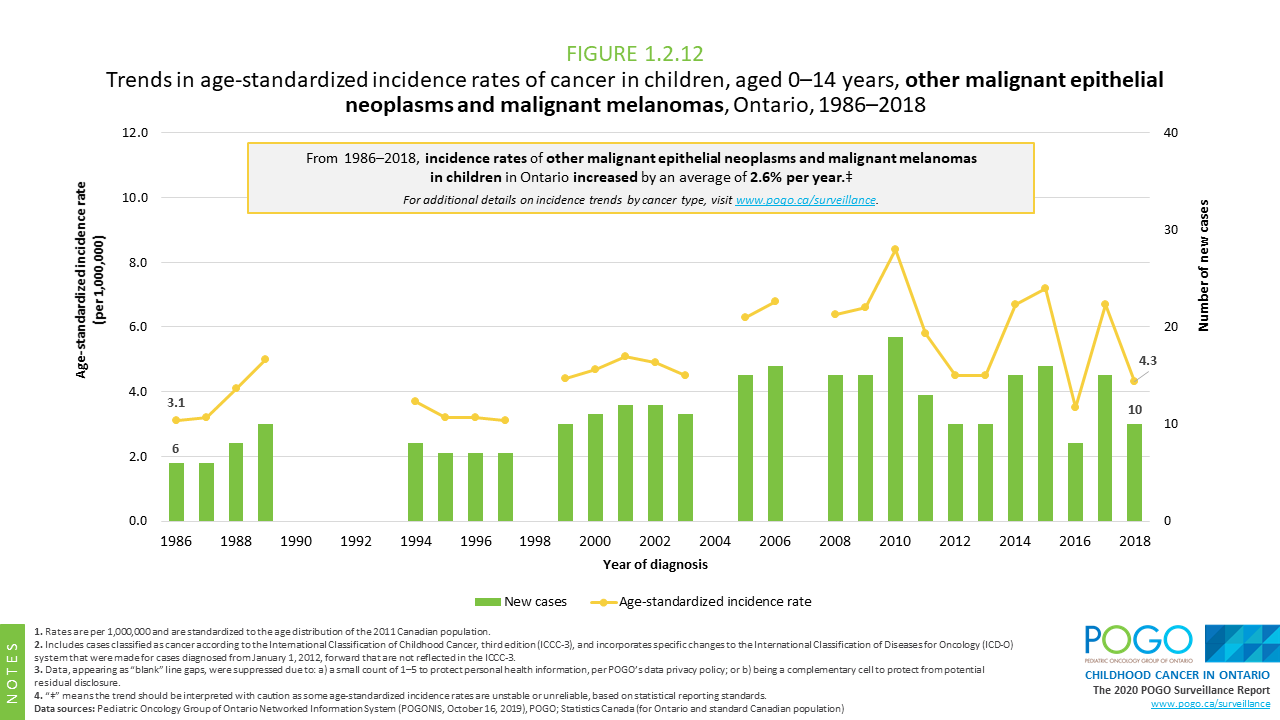 FIGURE 1.2.12
Trends in age-standardized incidence rates of cancer in children, aged 0–14 years, other malignant epithelial
neoplasms and malignant melanomas, Ontario, 1986–2018
From 1986–2018, incidence rates of other malignant epithelial neoplasms and malignant melanomas
in children in Ontario increased by an average of 2.6% per year.‡
For additional details on incidence trends by cancer type, visit www.pogo.ca/surveillance.
Age-standardized incidence rate
(per 1,000,000)
12.0
10.0
8.0
6.0
4.0
2.0
0.0
3.1
6
4.3
10
40
30
20
10
0
Number of new cases
1986 1988 1990 1992 1994 1996 1998 2000 2002 2004 2006 2008 2010 2012 2014 2016 2018
Year of diagnosis
New cases Age-standardized incidence rate
NOTES
1. Rates are per 1,000,000 and are standardized to the age distribution of the 2011 Canadian population.
2. Includes cases classified as cancer according to the International Classification of Childhood Cancer, third edition (ICCC-3), and incorporates specific changes to the International Classification of Diseases for Oncology (ICD-O)
system that were made for cases diagnosed from January 1, 2012, forward that are not reflected in the ICCC-3.
3. Data, appearing as “blank” line gaps, were suppressed due to: a) a small count of 1–5 to protect personal health information, per POGO’s data privacy policy; or b) being a complementary cell to protect from potential
residual disclosure.
4. “‡” means the trend should be interpreted with caution as some age-standardized incidence rates are unstable or unreliable, based on statistical reporting standards.
Data sources: Pediatric Oncology Group of Ontario Networked Information System (POGONIS, October 16, 2019), POGO; Statistics Canada (for Ontario and standard Canadian population)
POGO
PEDIATRIC ONCOLOGY GROUP OF ONTARIO
CHILDHOOD CANCER IN ONTARIO
The 2020 POGO Surveillance Report
www.pogo.ca/surveillance